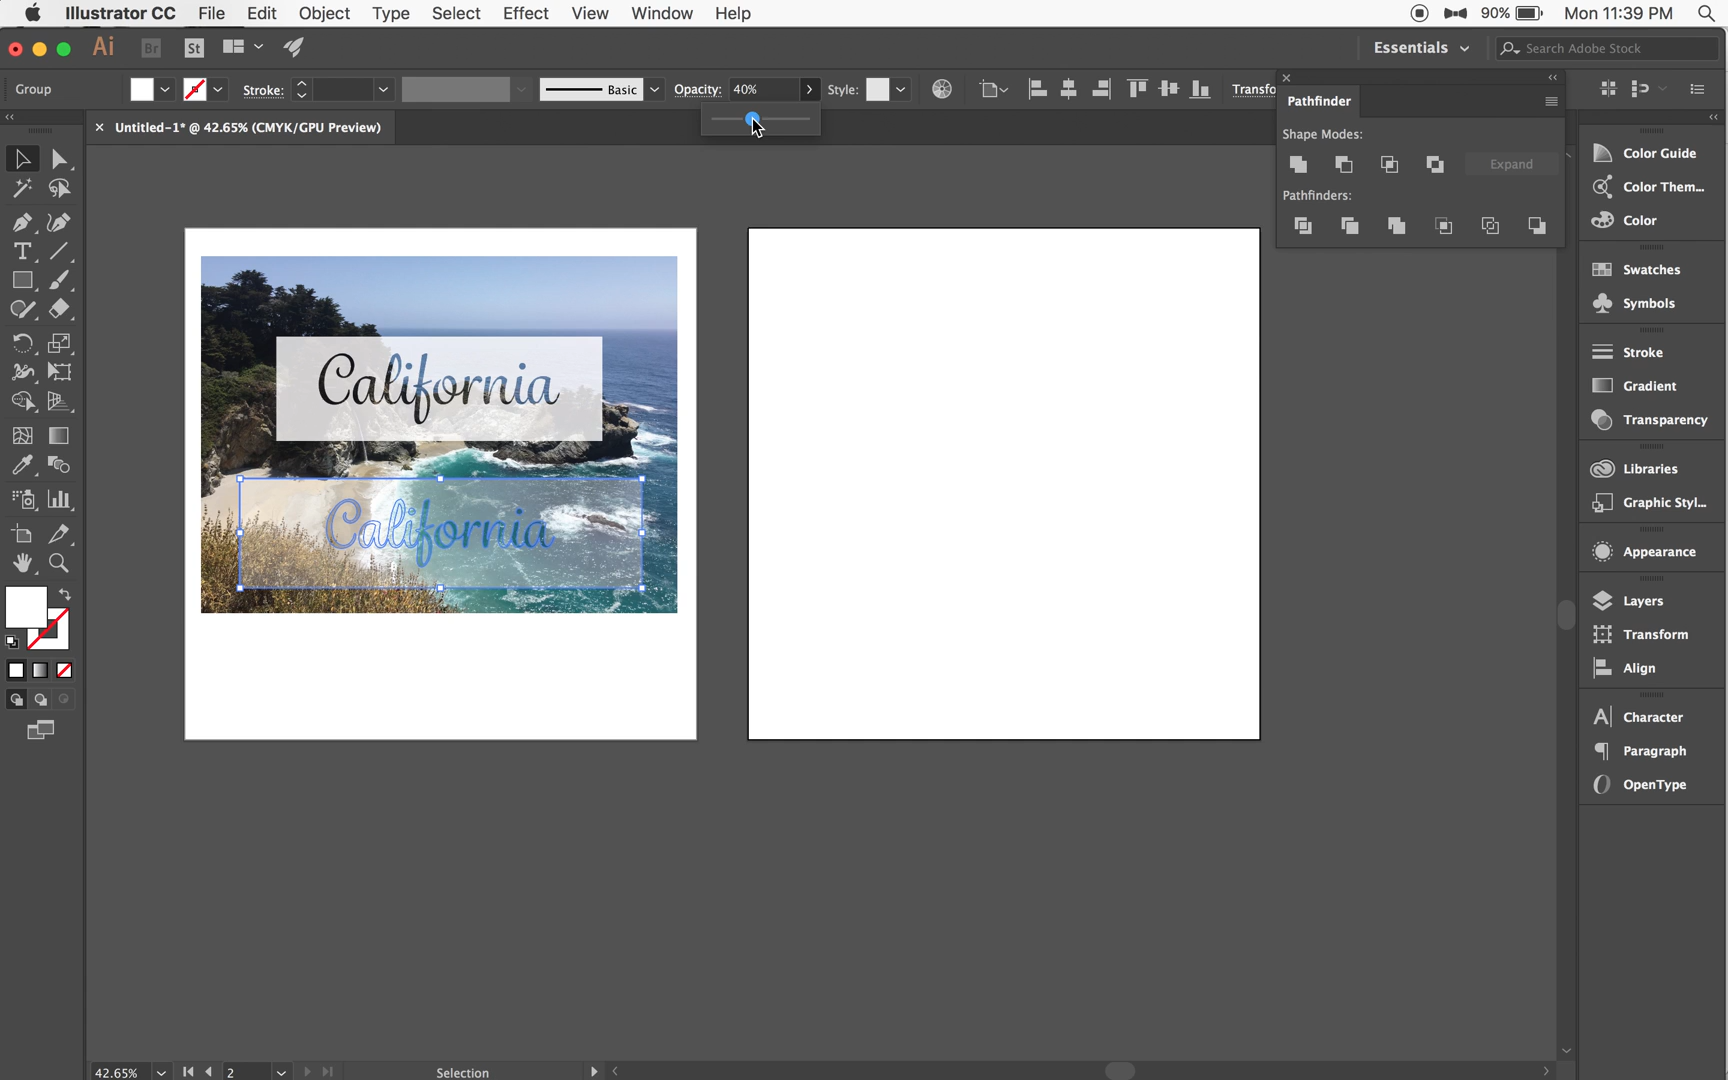 Illustrator CC File Edit Object Type Select Effect View Window Help 90% Mon 11:39 PM
Ai Br St Essentials Search Adobe Stock
Group Stroke: Basic Opacity: 40% Style: Transfo
Untitled-1* @ 42.65% (CMYK/GPU Preview)
Pathfinder
Shape Modes:
Expand
Pathfinders:
California
California
Color Guide
Color Them...
Color
Swatches
Symbols
Stroke
Gradient
Transparency
Libraries
Graphic Styl...
Appearance
Layers
Transform
Align
Character
Paragraph
OpenType
42.65% 2 Selection